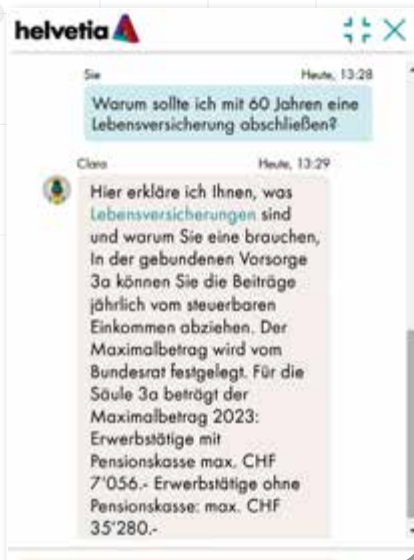 helvetia
Sie Heute, 13:28
Warum sollte ich mit 60 Jahren eine
Lebensversicherung abschließen?
Clara Heute, 13:29
Hier erkläre ich Ihnen, was
Lebensversicherungen sind
und warum Sie eine brauchen,
In der gebundenen Vorsorge
3a können Sie die Beiträge
jährlich vom steuerbaren
Einkommen abziehen. Der
Maximalbetrag wird vom
Bundesrat festgelegt. Für die
Säule 3a beträgt der
Maximalbetrag 2023:
Erwerbstätige mit
Pensionskasse max. CHF
7'056.- Erwerbstätige ohne
Pensionskasse: max. CHF
35'280.-